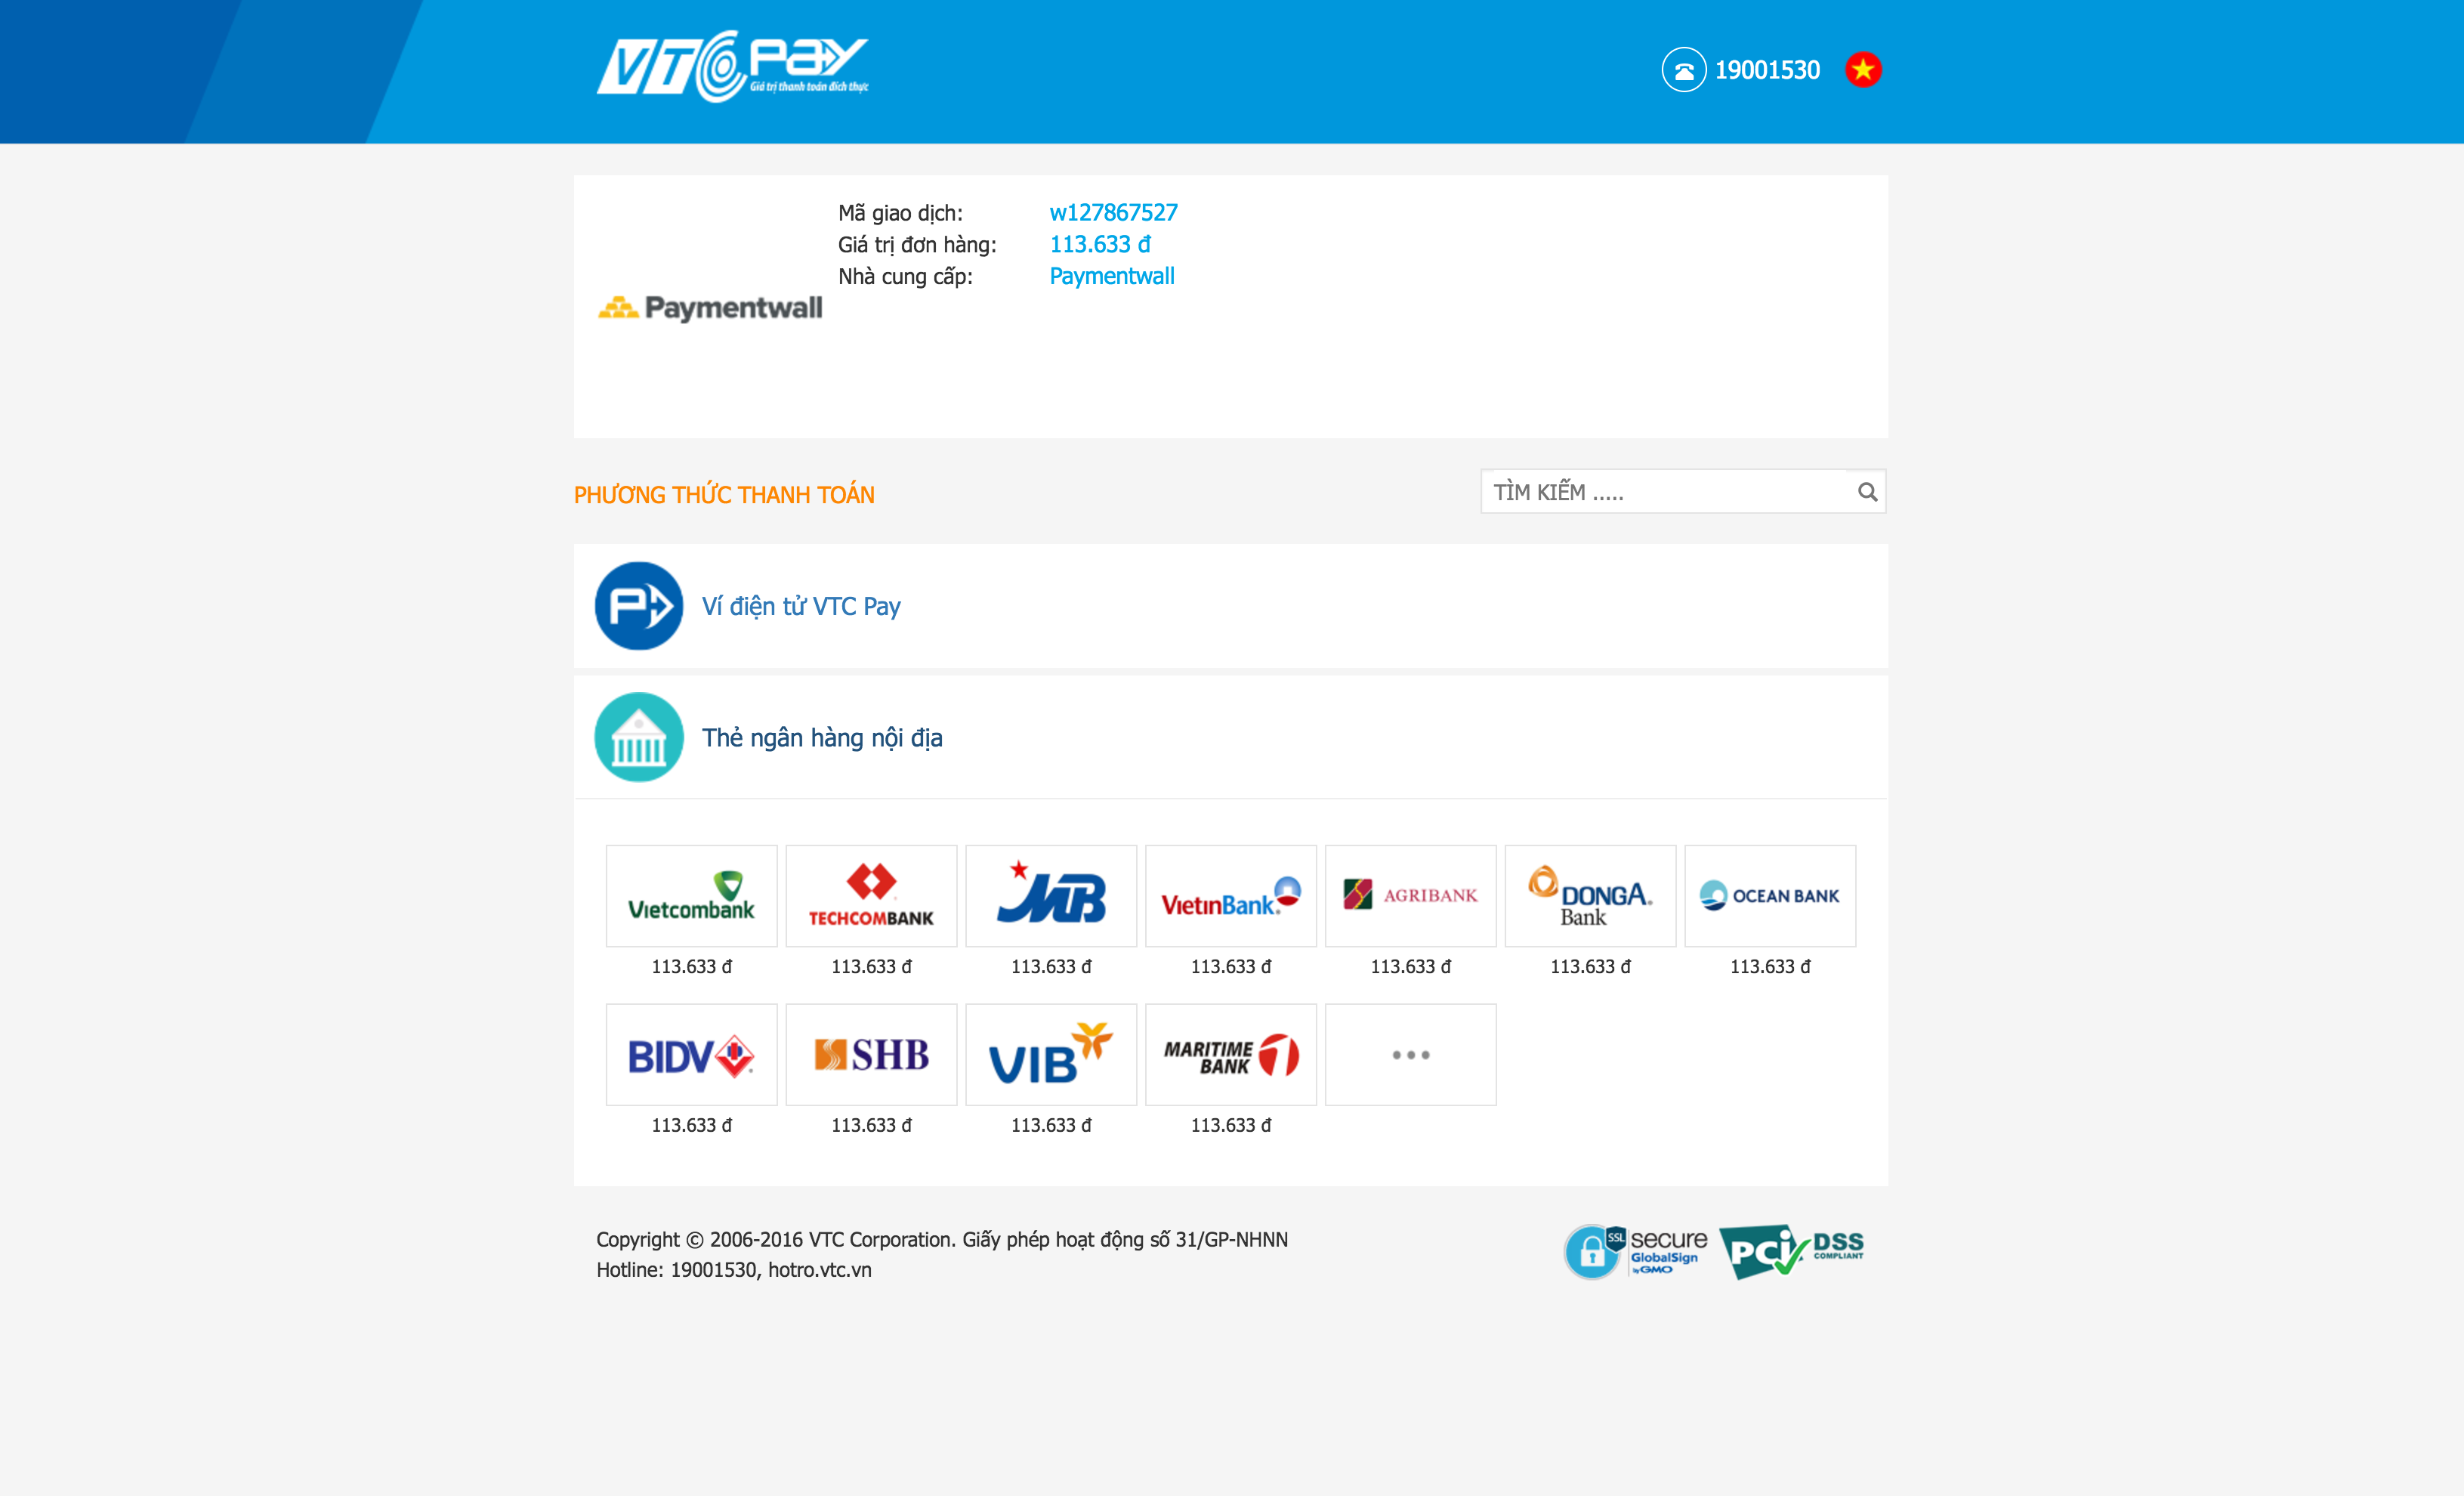 VTC Pay
Giá trị thanh toán đích thực
19001530
Mã giao dịch: w127867527
Giá trị đơn hàng: 113.633 đ
Nhà cung cấp: Paymentwall
Paymentwall
PHƯƠNG THỨC THANH TOÁN
TÌM KIẾM .....
Ví điện tử VTC Pay
Thẻ ngân hàng nội địa
Vietcombank TECHCOMBANK MB VietinBank AGRIBANK DONGA Bank OCEAN BANK
113.633 đ 113.633 đ 113.633 đ 113.633 đ 113.633 đ 113.633 đ 113.633 đ
BIDV SHB VIB MARITIME BANK ...
113.633 đ 113.633 đ 113.633 đ 113.633 đ
Copyright © 2006-2016 VTC Corporation. Giấy phép hoạt động số 31/GP-NHNN
Hotline: 19001530, hotro.vtc.vn
SSL secure GlobalSign by GMO
PCI DSS COMPLIANT